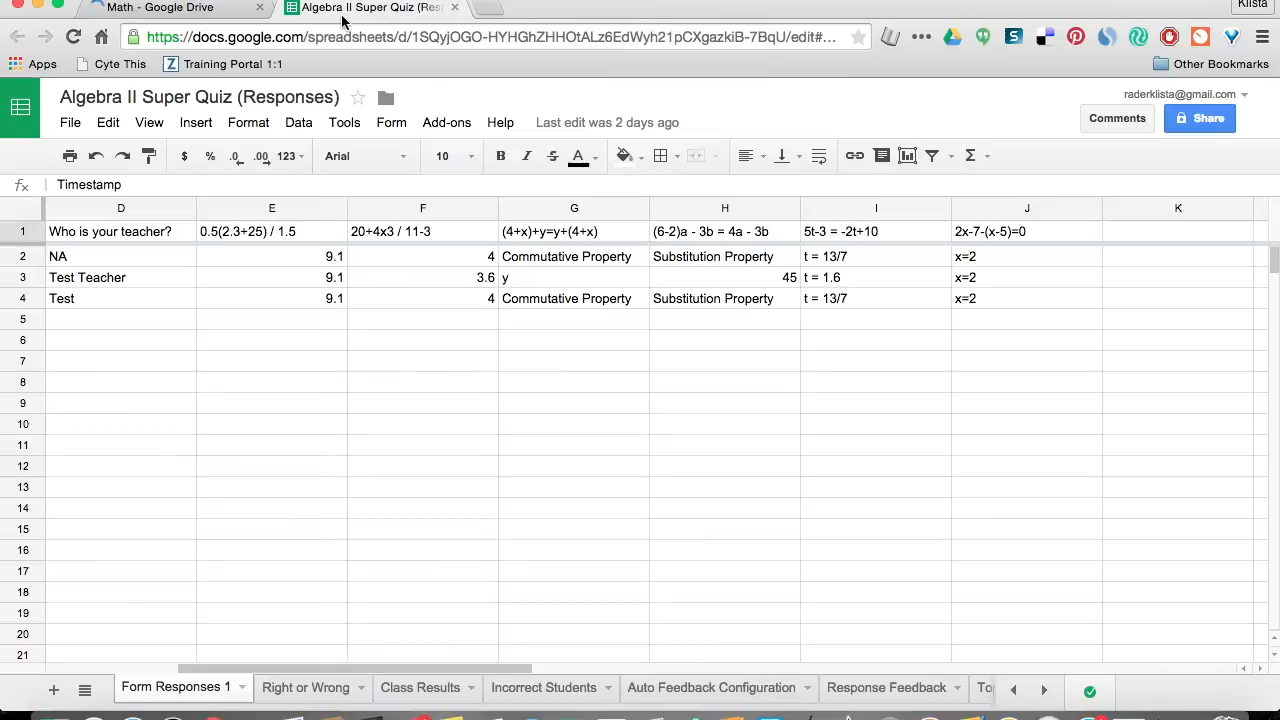 Math - Google Drive
Algebra II Super Quiz (Res
Klista
https://docs.google.com/spreadsheets/d/1SQyjOGO-HYHGhZHHOtALz6EdWyh21pCXgazkiB-7BqU/edit#...
Apps
Cyte This
Training Portal 1:1
Other Bookmarks
Algebra II Super Quiz (Responses)
raderklista@gmail.com
File Edit View Insert Format Data Tools Form Add-ons Help Last edit was 2 days ago
Comments
Share
$ % .0 .00 123 Arial 10 B I S A Σ
fx Timestamp
D E F G H I J K
1 Who is your teacher? 0.5(2.3+25) / 1.5 20+4x3 / 11-3 (4+x)+y=y+(4+x) (6-2)a - 3b = 4a - 3b 5t-3 = -2t+10 2x-7-(x-5)=0
2 NA 9.1 4 Commutative Property Substitution Property t = 13/7 x=2
3 Test Teacher 9.1 3.6 y 45 t = 1.6 x=2
4 Test 9.1 4 Commutative Property Substitution Property t = 13/7 x=2
5
6
7
8
9
10
11
12
13
14
15
16
17
18
19
20
21
Form Responses 1 Right or Wrong Class Results Incorrect Students Auto Feedback Configuration Response Feedback To